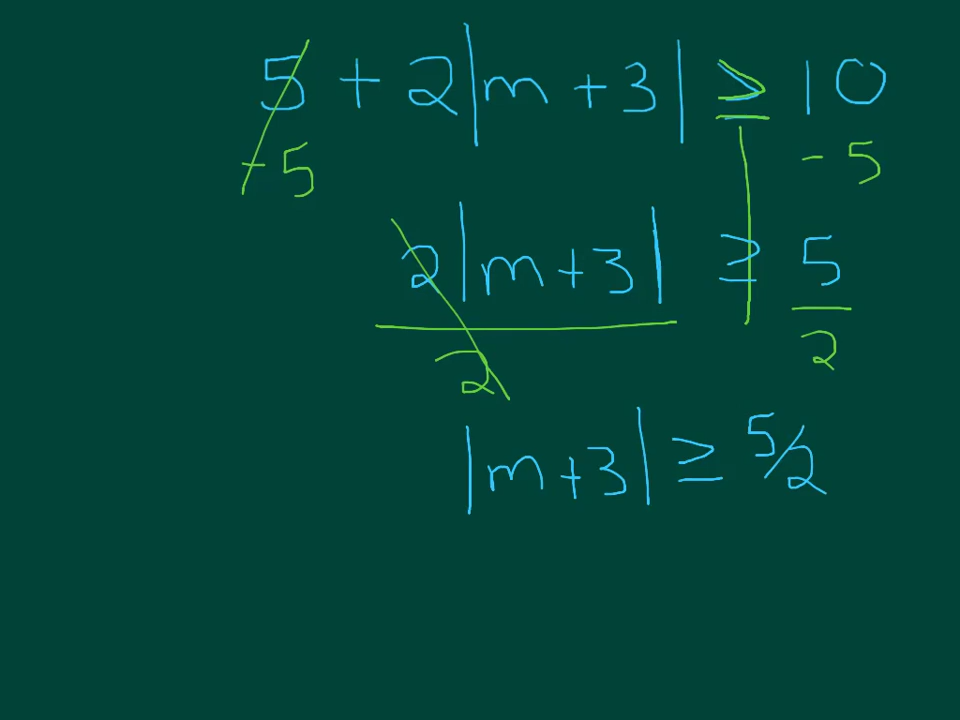 5 + 2|m + 3| ≥ 10
-5 - 5
2|m+3| ≥ 5
2 2
|m+3| ≥ 5/2